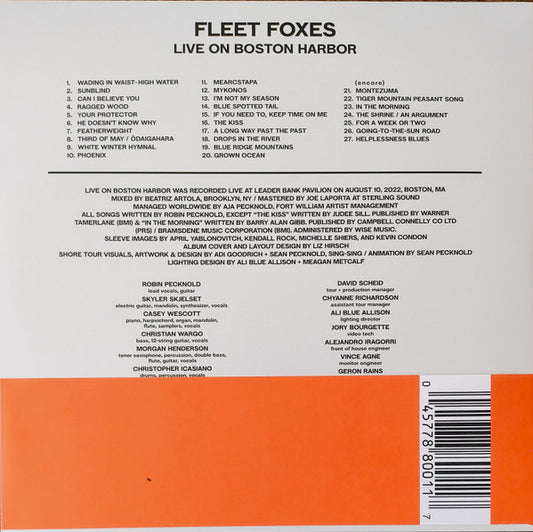 FLEET FOXES
LIVE ON BOSTON HARBOR
1. WADING IN WAIST-HIGH WATER
2. SUNBLIND
3. CAN I BELIEVE YOU
4. RAGGED WOOD
5. YOUR PROTECTOR
6. HE DOESN'T KNOW WHY
7. FEATHERWEIGHT
8. THIRD OF MAY / ŌDAIGAHARA
9. WHITE WINTER HYMNAL
10. PHOENIX
11. MEARCSTAPA
12. MYKONOS
13. I'M NOT MY SEASON
14. BLUE SPOTTED TAIL
15. IF YOU NEED TO, KEEP TIME ON ME
16. THE KISS
17. A LONG WAY PAST THE PAST
18. DROPS IN THE RIVER
19. BLUE RIDGE MOUNTAINS
20. GROWN OCEAN
(encore)
21. MONTEZUMA
22. TIGER MOUNTAIN PEASANT SONG
23. IN THE MORNING
24. THE SHRINE / AN ARGUMENT
25. FOR A WEEK OR TWO
26. GOING-TO-THE-SUN ROAD
27. HELPLESSNESS BLUES
LIVE ON BOSTON HARBOR WAS RECORDED LIVE AT LEADER BANK PAVILION ON AUGUST 10, 2022, BOSTON, MA
MIXED BY BEATRIZ ARTOLA, BROOKLYN, NY / MASTERED BY JOE LAPORTA AT STERLING SOUND
MANAGED WORLDWIDE BY AJA PECKNOLD, FORT WILLIAM ARTIST MANAGEMENT
ALL SONGS WRITTEN BY ROBIN PECKNOLD, EXCEPT "THE KISS" WRITTEN BY JUDEE SILL. PUBLISHED BY WARNER
TAMERLANE (BMI) & "IN THE MORNING" WRITTEN BY BARRY ALAN GIBB. PUBLISHED BY CAMPBELL CONNELLY CO LTD
(PRS) / BRAMSDENE MUSIC CORPORATION (BMI). ADMINISTERED BY WISE MUSIC.
SLEEVE IMAGES BY APRIL YABLONOVITCH, KENDALL ROCK, MICHELLE SHIERS, AND KEVIN CONDON
ALBUM COVER AND LAYOUT DESIGN BY LIZ HIRSCH
SHORE TOUR VISUALS, ARTWORK & DESIGN BY ADI GOODRICH + SEAN PECKNOLD, SING-SING / ANIMATION BY SEAN PECKNOLD
LIGHTING DESIGN BY ALI BLUE ALLISON + MEAGAN METCALF
ROBIN PECKNOLD
lead vocals, guitar
SKYLER SKJELSET
electric guitar, mandolin, synthesizer, vocals
CASEY WESCOTT
piano, harpsichord, organ, mandolin,
flute, samplers, vocals
CHRISTIAN WARGO
bass, 12-string guitar, vocals
MORGAN HENDERSON
tenor saxophone, percussion, double bass,
flute, guitar, vocals
CHRISTOPHER ICASIANO
drums, percussion, vocals
DAVID SCHEID
tour + production manager
CHYANNE RICHARDSON
assistant tour manager
ALI BLUE ALLISON
lighting director
JORY BOURGETTE
video tech
ALEJANDRO IRAGORRI
front of house engineer
VINCE AGNE
monitor engineer
GERON RAINS
0 45778 80011 7